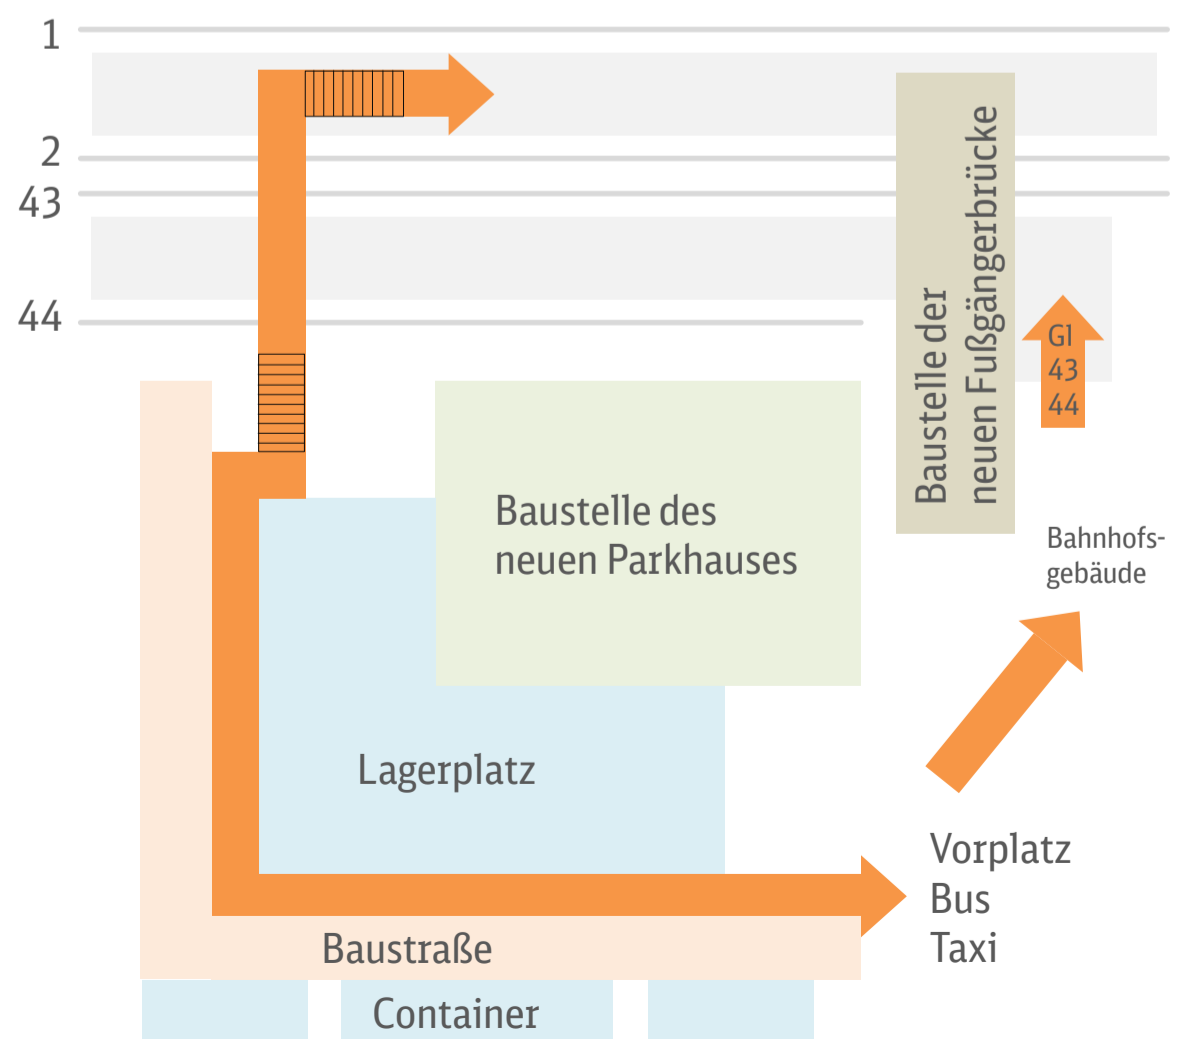 1
2
43
44
Baustelle der
neuen Fußgängerbrücke
Gl
43
44
Baustelle des
neuen Parkhauses
Bahnhofs-
gebäude
Lagerplatz
Vorplatz
Bus
Taxi
Baustraße
Container